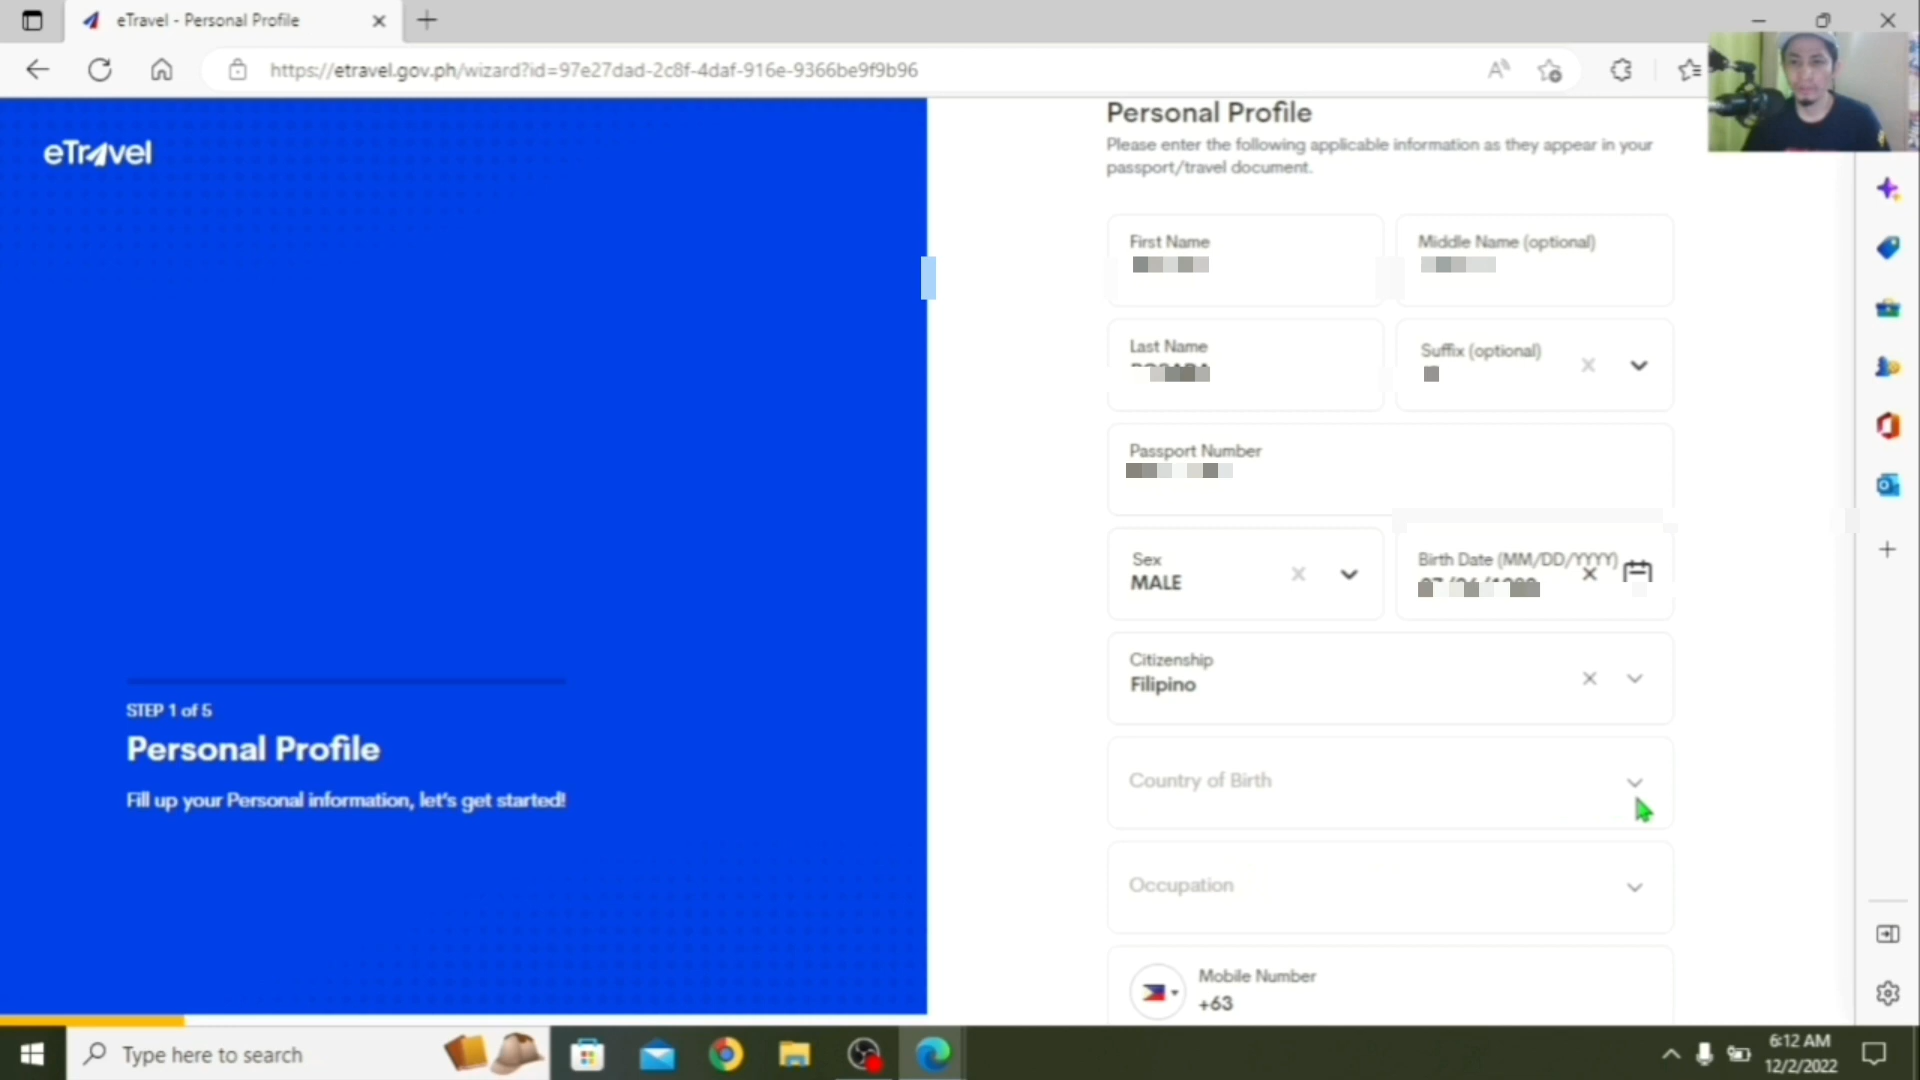 eTravel - Personal Profile
https://etravel.gov.ph/wizard?id=97e27dad-2c8f-4daf-916e-9366be9f9b96
eTravel
STEP 1 of 5
Personal Profile
Fill up your Personal information, let's get started!
Personal Profile
Please enter the following applicable information as they appear in your
passport/travel document.
First Name
Middle Name (optional)
Last Name
Suffix (optional)
Passport Number
Sex
MALE
Birth Date (MM/DD/YYYY)
Citizenship
Filipino
Country of Birth
Occupation
Mobile Number
+63
Type here to search
6:12 AM
12/2/2022